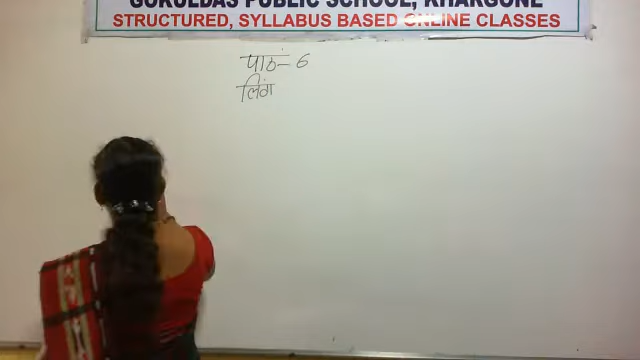 GOKULDAS PUBLIC SCHOOL, KHARGONE
STRUCTURED, SYLLABUS BASED ONLINE CLASSES
पाठ- 6
लिंग